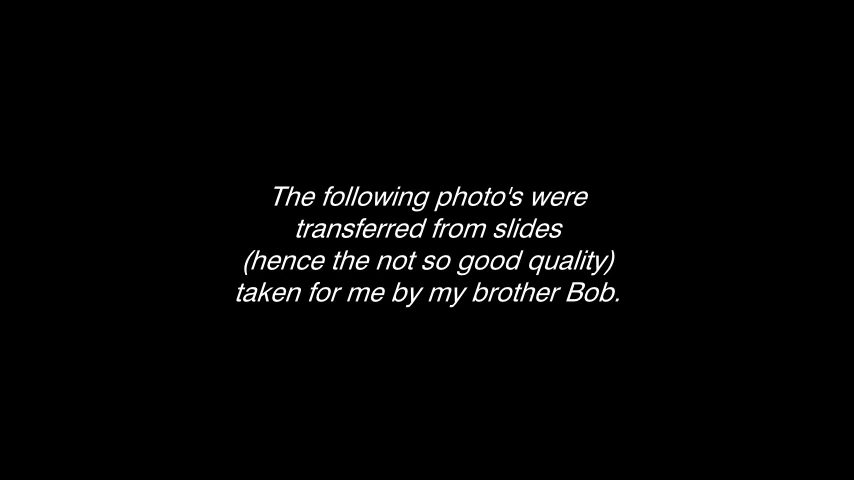 The following photo's were
transferred from slides
(hence the not so good quality)
taken for me by my brother Bob.